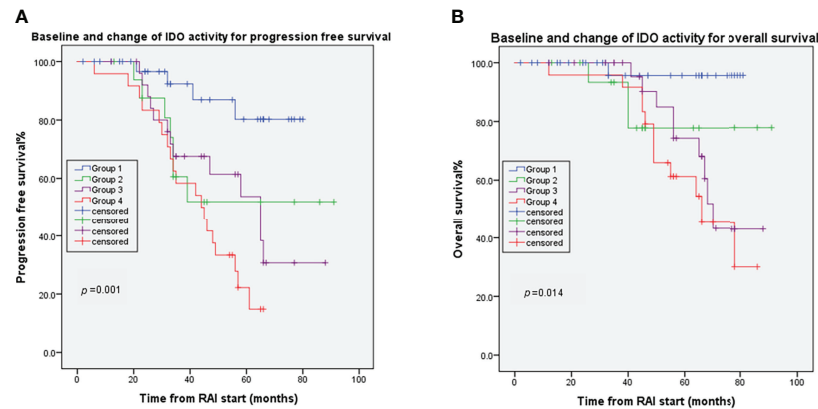 A
Baseline and change of IDO activity for progression free survival
Progression free survival%
100.0
80.0
60.0
40.0
20.0
0.0
Group 1
Group 2
Group 3
Group 4
censored
censored
censored
censored
p=0.001
0
20
40
60
80
100
Time from RAI start (months)
B
Baseline and change of IDO activity for overall survival
Overall survival%
100.0
80.0
60.0
40.0
20.0
0.0
Group 1
Group 2
Group 3
Group 4
censored
censored
censored
censored
p=0.014
0
20
40
60
80
100
Time from RAI start (months)